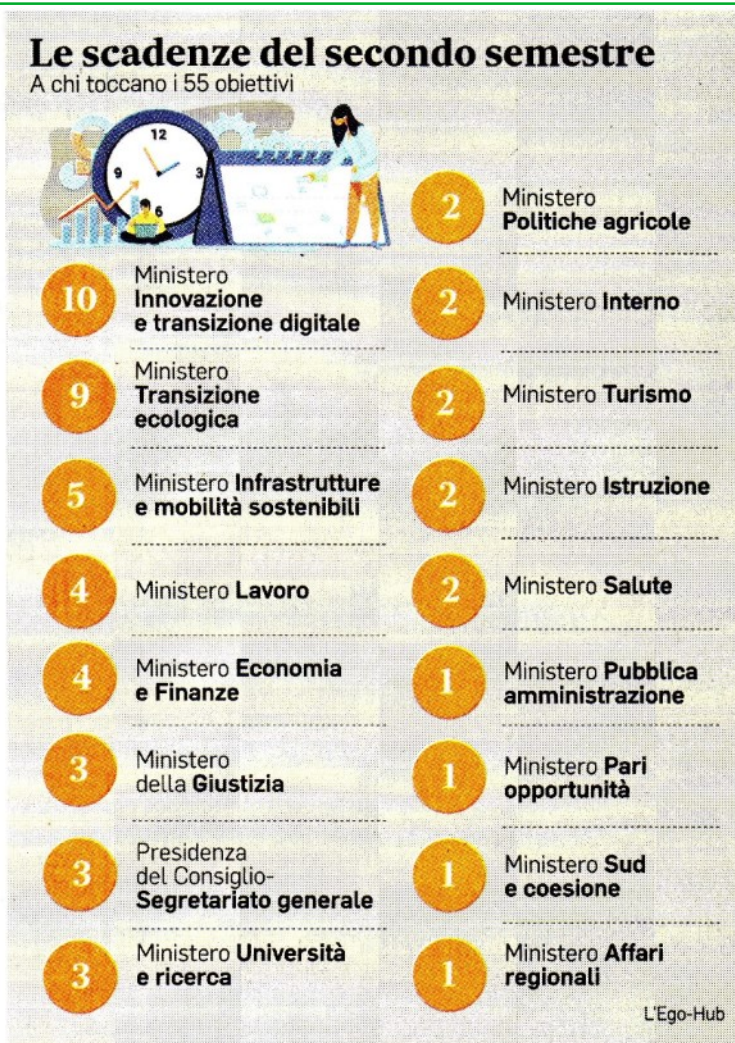 Le scadenze del secondo semestre
A chi toccano i 55 obiettivi
12
9
3
6
10
Ministero
Innovazione
e transizione digitale
9
Ministero
Transizione
ecologica
5
Ministero Infrastrutture
e mobilità sostenibili
4
Ministero Lavoro
4
Ministero Economia
e Finanze
3
Ministero
della Giustizia
3
Presidenza
del Consiglio-
Segretariato generale
3
Ministero Università
e ricerca
2
Ministero
Politiche agricole
2
Ministero Interno
2
Ministero Turismo
2
Ministero Istruzione
2
Ministero Salute
1
Ministero Pubblica
amministrazione
1
Ministero Pari
opportunità
1
Ministero Sud
e coesione
1
Ministero Affari
regionali
L'Ego-Hub